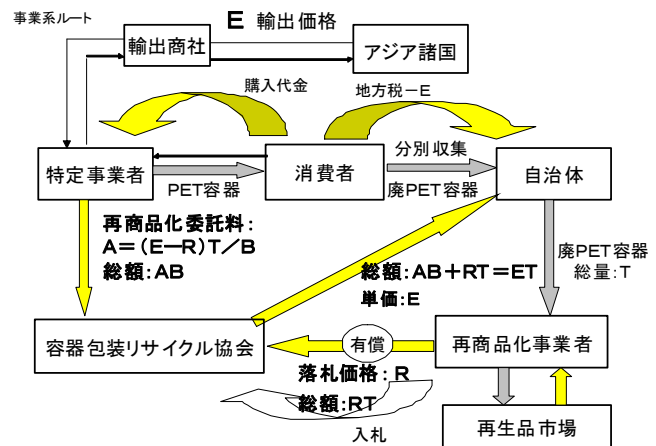 事業系ルート
E 輸出価格
輸出商社
アジア諸国
購入代金
地方税－E
特定事業者
PET容器
消費者
分別収集
廃PET容器
自治体
再商品化委託料：
A＝（E－R）T／B
総額：AB
総額：AB＋RT＝ET
単価：E
廃PET容器
総量：T
容器包装リサイクル協会
有償
再商品化事業者
落札価格：R
総額：RT
入札
再生品市場